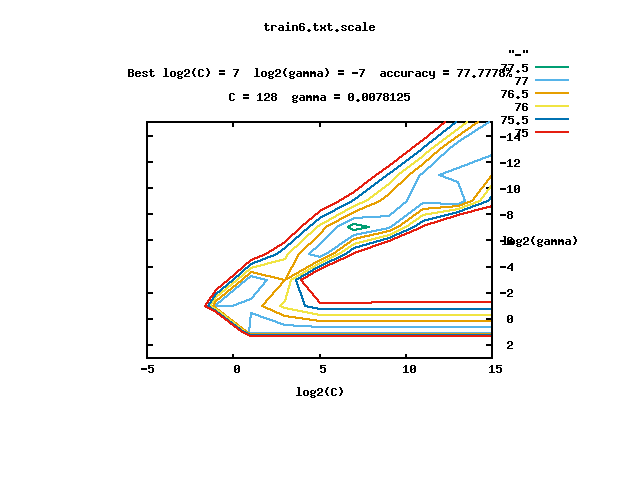 train6.txt.scale
"-"
Best log2(C) = 7  log2(gamma) = -7  accuracy = 77.7778%
77.5
77
C = 128  gamma = 0.0078125
76.5
76
75.5
75
-14
-12
-10
-8
-6
log2(gamma)
-4
-2
0
2
-5 0 5 10 15
log2(C)